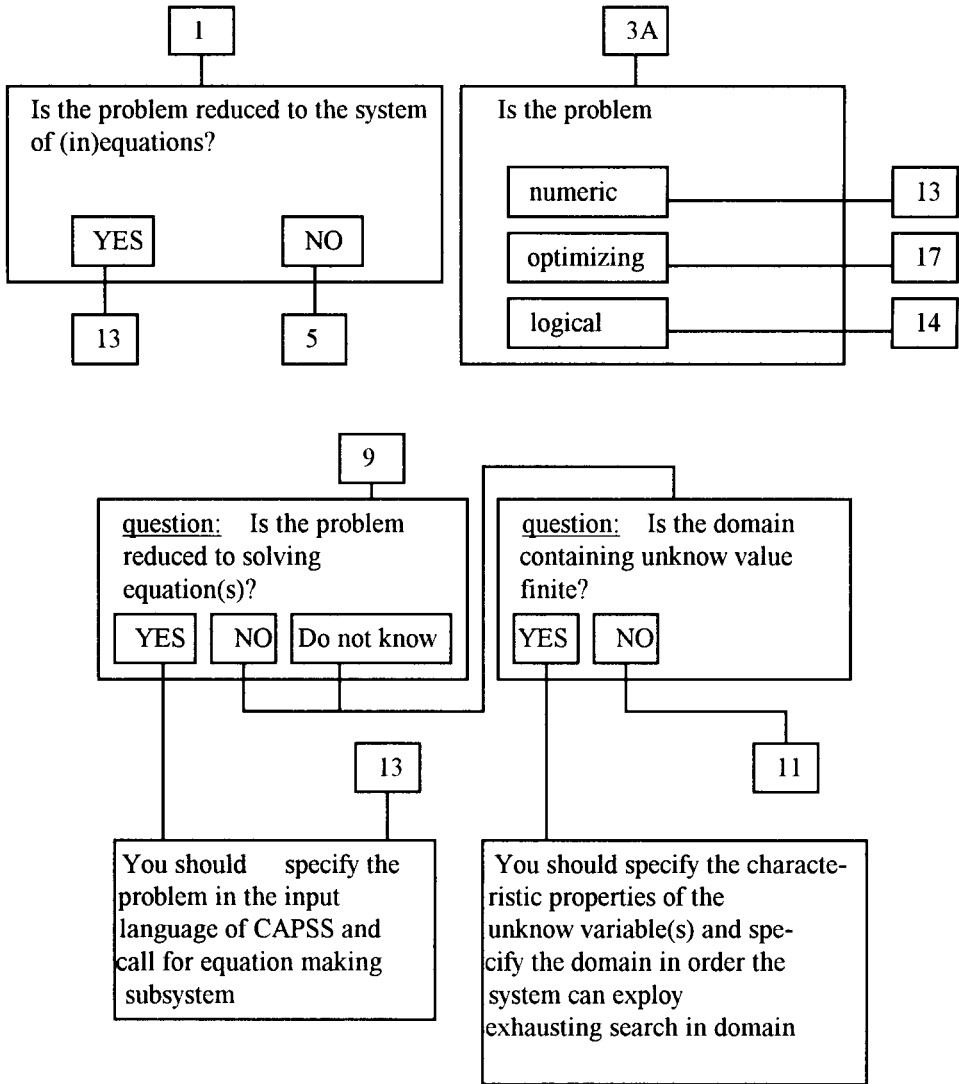 1
Is the problem reduced to the system
of (in)equations?
YES
NO
13
5
3A
Is the problem
numeric
13
optimizing
17
logical
14
9
question: Is the problem
reduced to solving
equation(s)?
YES
NO
Do not know
question: Is the domain
containing unknow value
finite?
YES
NO
13
11
You should specify the
problem in the input
language of CAPSS and
call for equation making
subsystem
You should specify the characte-
ristic properties of the
unknow variable(s) and spe-
cify the domain in order the
system can exploy
exhausting search in domain